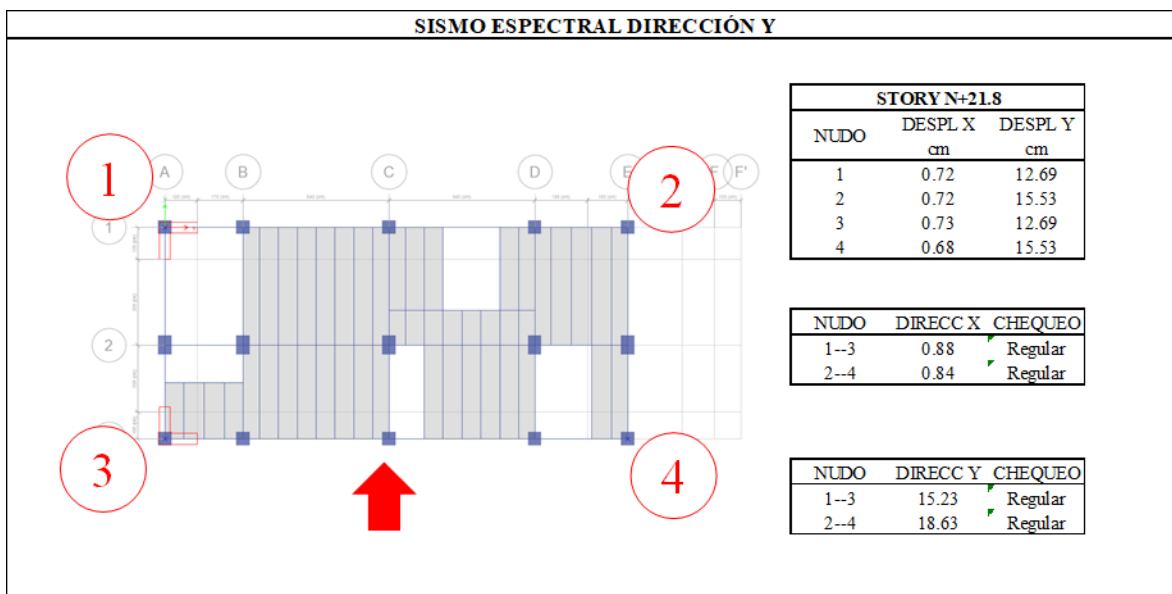 SISMO ESPECTRAL DIRECCIÓN Y
STORY N+21.8
NUDO DESPL X DESPL Y
cm cm
1 0.72 12.69
2 0.72 15.53
3 0.73 12.69
4 0.68 15.53
1 A B C D E 2 F F'
1
2
3 4
NUDO DIRECC X CHEQUEO
1--3 0.88 Regular
2--4 0.84 Regular
NUDO DIRECC Y CHEQUEO
1--3 15.23 Regular
2--4 18.63 Regular